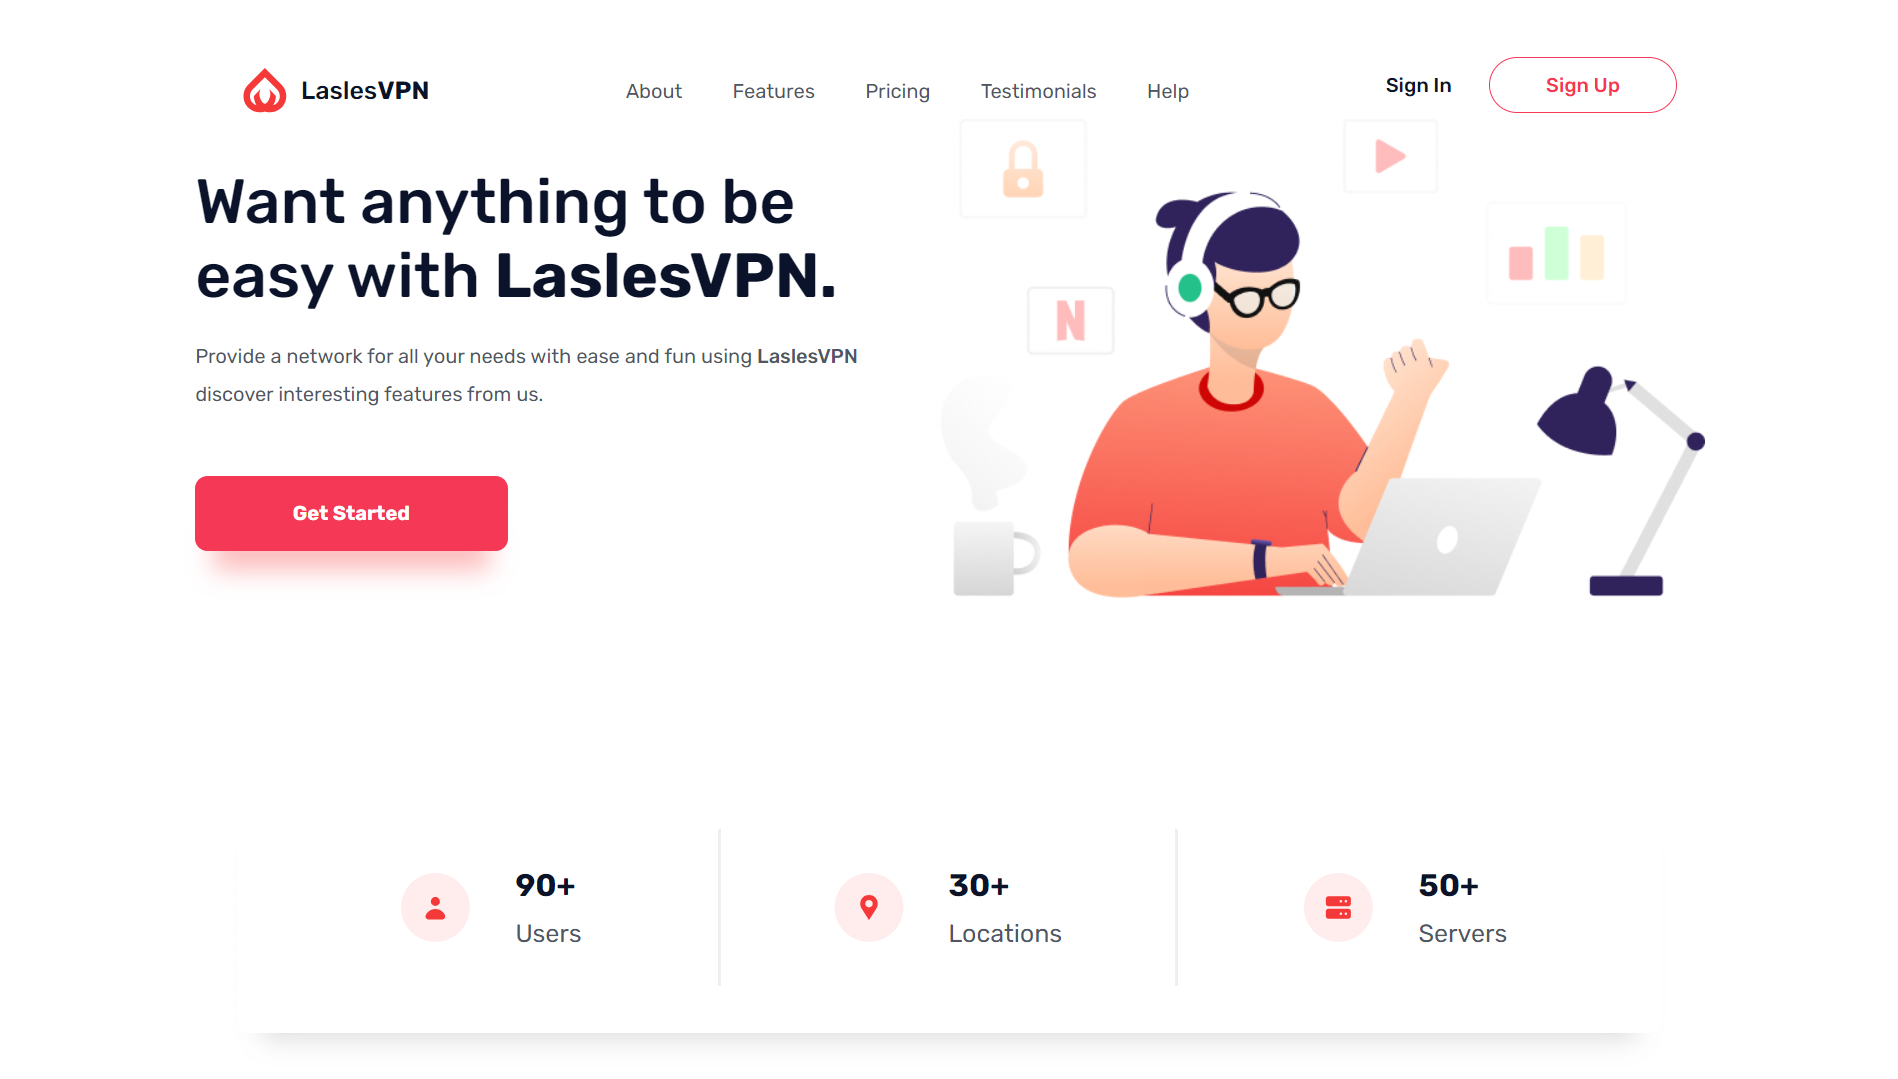 LaslesVPN
About Features Pricing Testimonials Help
Sign In
Sign Up
Want anything to be
easy with LaslesVPN.
Provide a network for all your needs with ease and fun using LaslesVPN
discover interesting features from us.
Get Started
N
90+
Users
30+
Locations
50+
Servers